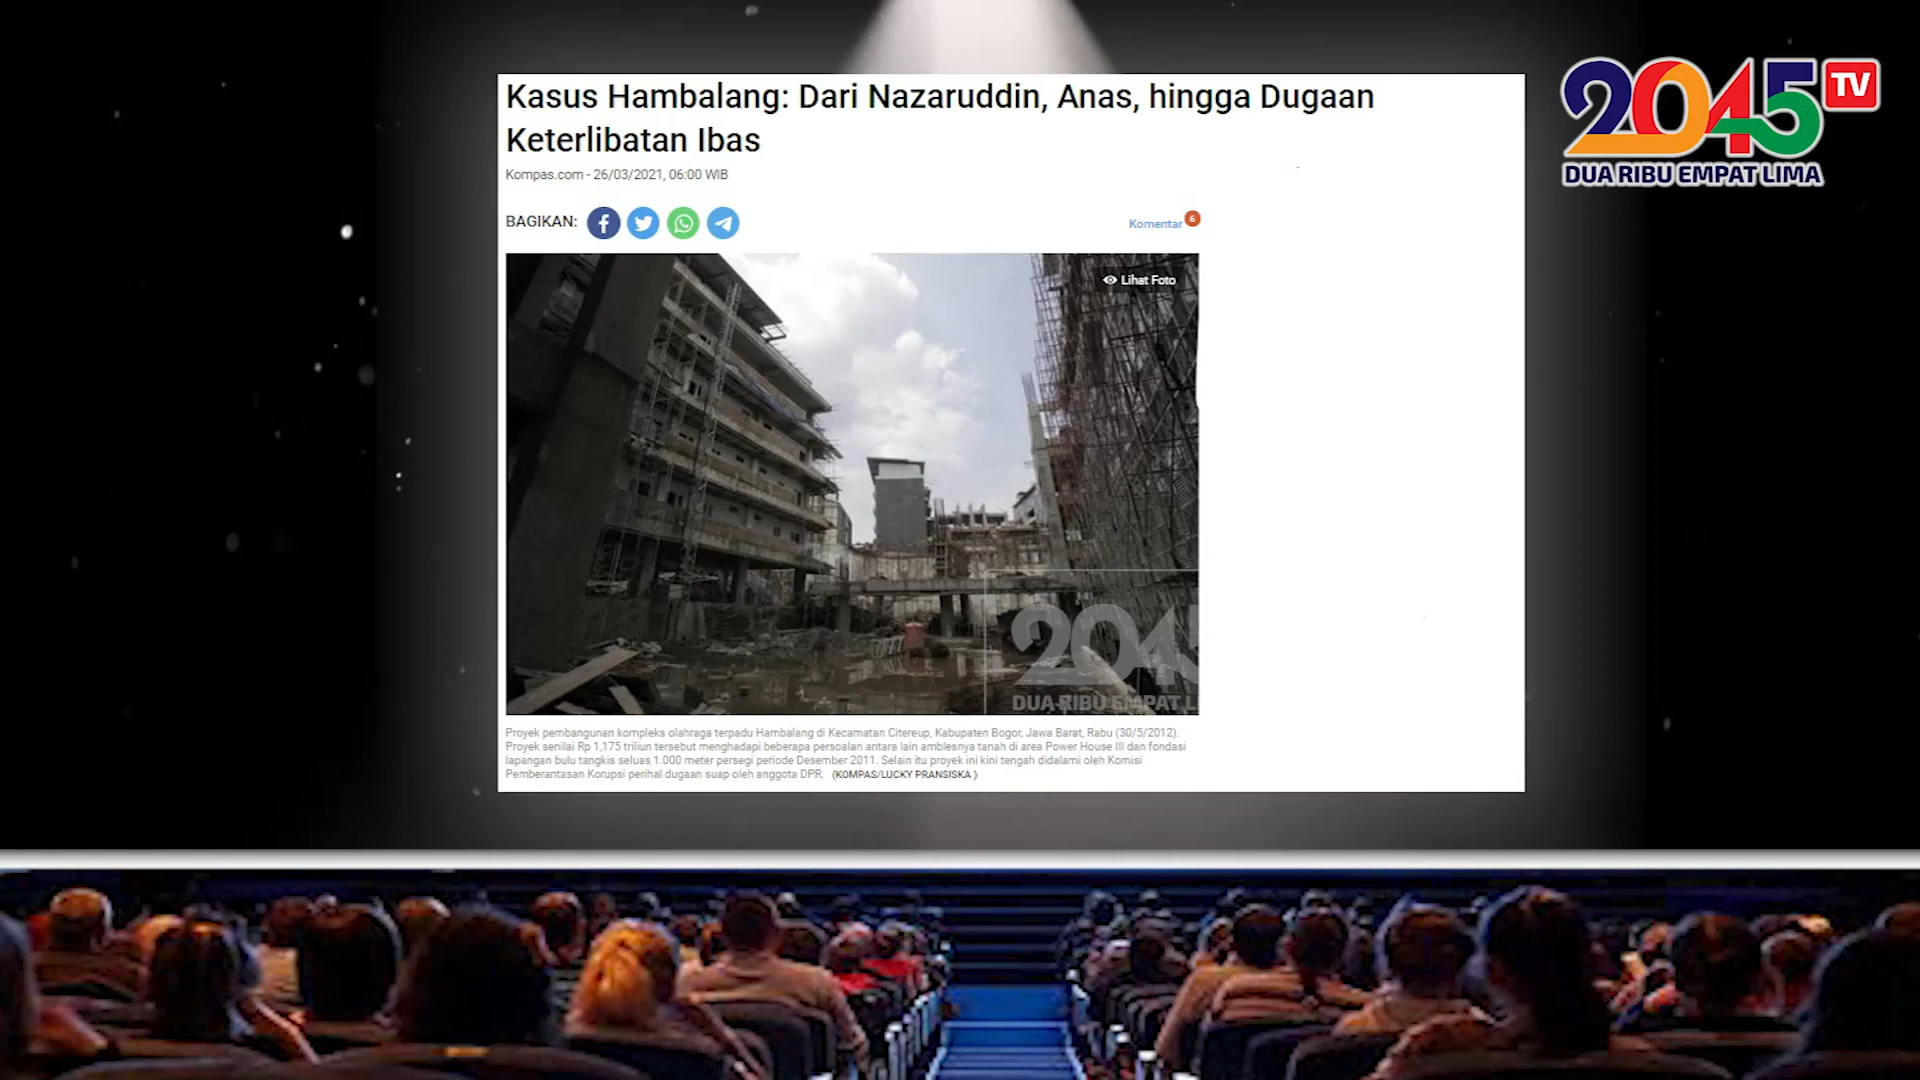 Kasus Hambalang: Dari Nazaruddin, Anas, hingga Dugaan
Keterlibatan Ibas
Kompas.com - 26/03/2021, 06:00 WIB
BAGIKAN:
Komentar 6
Lihat Foto
2045
DUA RIBU EMPAT L
Proyek pembangunan kompleks olahraga terpadu Hambalang di Kecamatan Citereup, Kabupaten Bogor, Jawa Barat, Rabu (30/5/2012).
Proyek senilai Rp 1,175 triliun tersebut menghadapi beberapa persoalan antara lain amblesnya tanah di area Power House III dan fondasi
lapangan bulu tangkis seluas 1.000 meter persegi periode Desember 2011. Selain itu proyek ini kini tengah didalami oleh Komisi
Pemberantasan Korupsi perihal dugaan suap oleh anggota DPR. (KOMPAS/LUCKY PRANSISKA )
2045 TV
DUA RIBU EMPAT LIMA